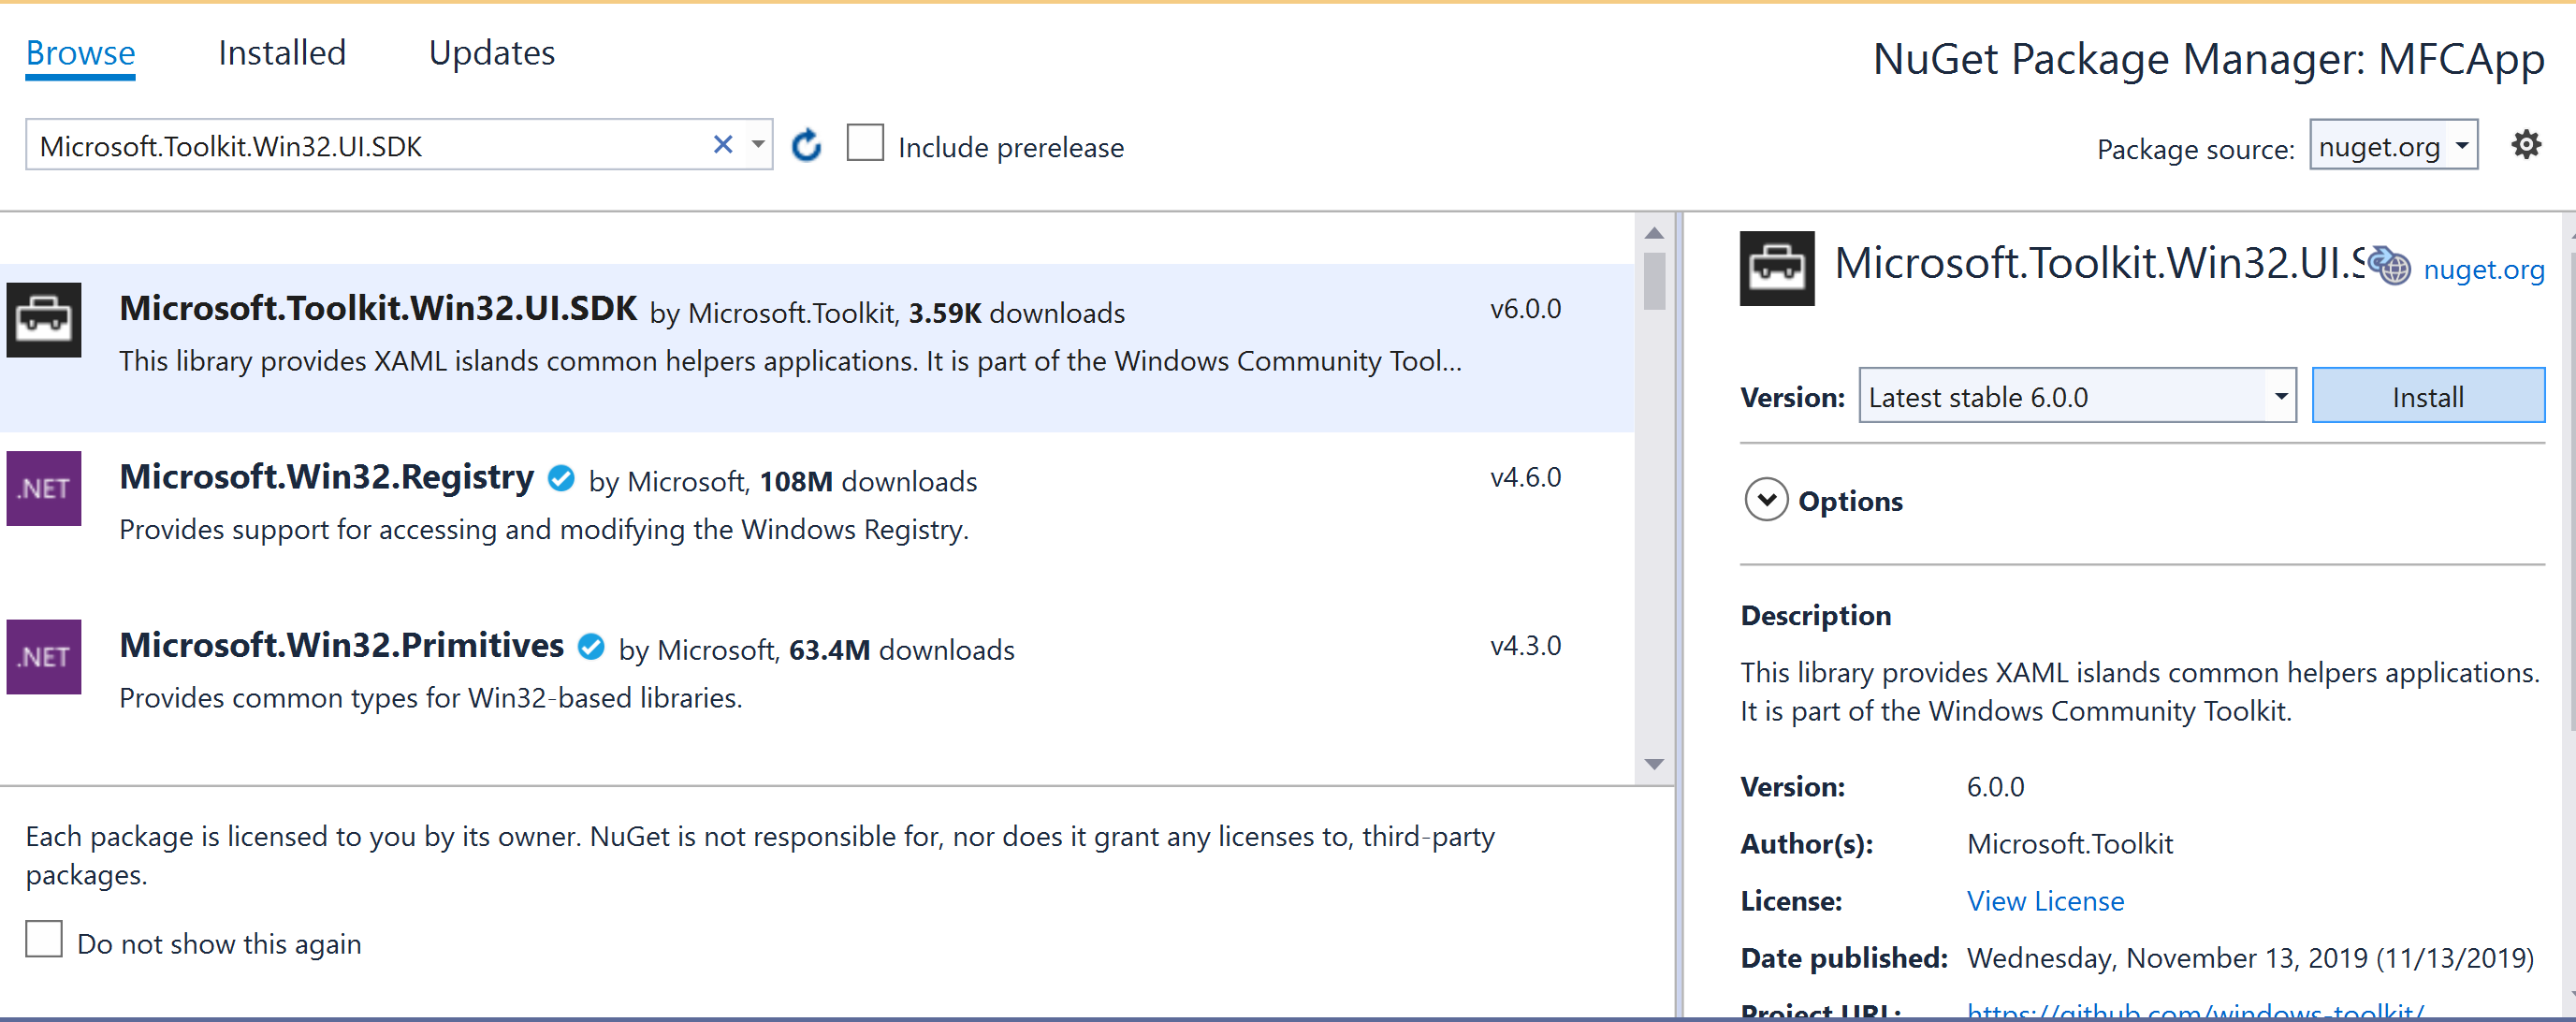 Browse Installed Updates
NuGet Package Manager: MFCApp
Microsoft.Toolkit.Win32.UI.SDK
Include prerelease
Package source: nuget.org
Microsoft.Toolkit.Win32.UI.SDK by Microsoft.Toolkit, 3.59K downloads v6.0.0
This library provides XAML islands common helpers applications. It is part of the Windows Community Tool...
.NET
Microsoft.Win32.Registry by Microsoft, 108M downloads v4.6.0
Provides support for accessing and modifying the Windows Registry.
.NET
Microsoft.Win32.Primitives by Microsoft, 63.4M downloads v4.3.0
Provides common types for Win32-based libraries.
Each package is licensed to you by its owner. NuGet is not responsible for, nor does it grant any licenses to, third-party
packages.
Do not show this again
Microsoft.Toolkit.Win32.UI.S nuget.org
Version: Latest stable 6.0.0 Install
Options
Description
This library provides XAML islands common helpers applications.
It is part of the Windows Community Toolkit.
Version: 6.0.0
Author(s): Microsoft.Toolkit
License: View License
Date published: Wednesday, November 13, 2019 (11/13/2019)
Project URL: https://github.com/windows-toolkit/